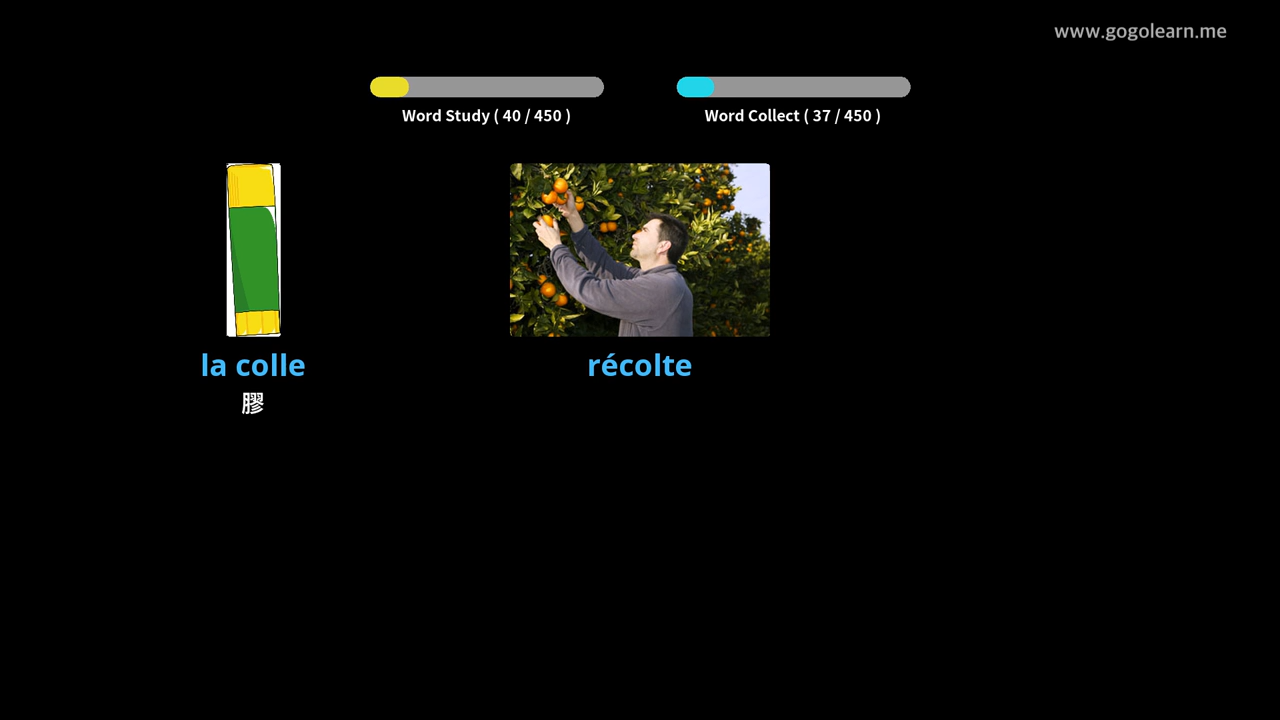 www.gogolearn.me
Word Study ( 40 / 450 )
Word Collect ( 37 / 450 )
la colle
膠
récolte